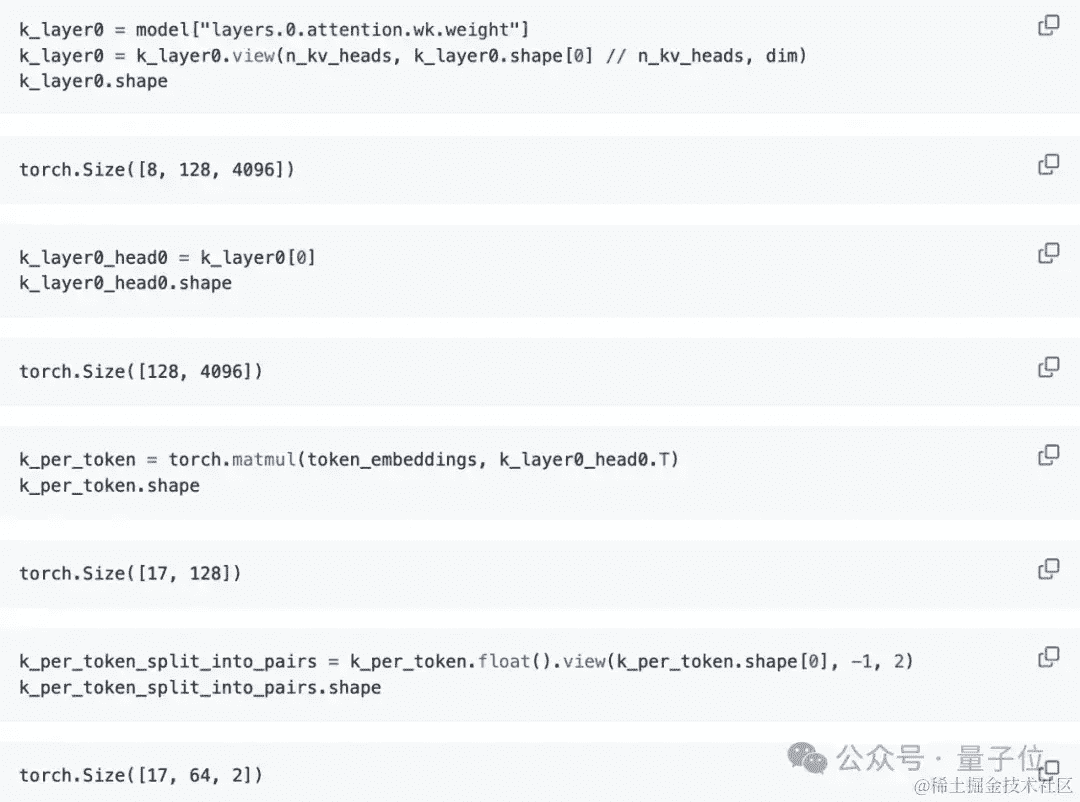 k_layer0 = model["layers.0.attention.wk.weight"]
k_layer0 = k_layer0.view(n_kv_heads, k_layer0.shape[0] // n_kv_heads, dim)
k_layer0.shape
torch.Size([8, 128, 4096])
k_layer0_head0 = k_layer0[0]
k_layer0_head0.shape
torch.Size([128, 4096])
k_per_token = torch.matmul(token_embeddings, k_layer0_head0.T)
k_per_token.shape
torch.Size([17, 128])
k_per_token_split_into_pairs = k_per_token.float().view(k_per_token.shape[0], -1, 2)
k_per_token_split_into_pairs.shape
torch.Size([17, 64, 2])
公众号 · 量子位
@稀土掘金技术社区